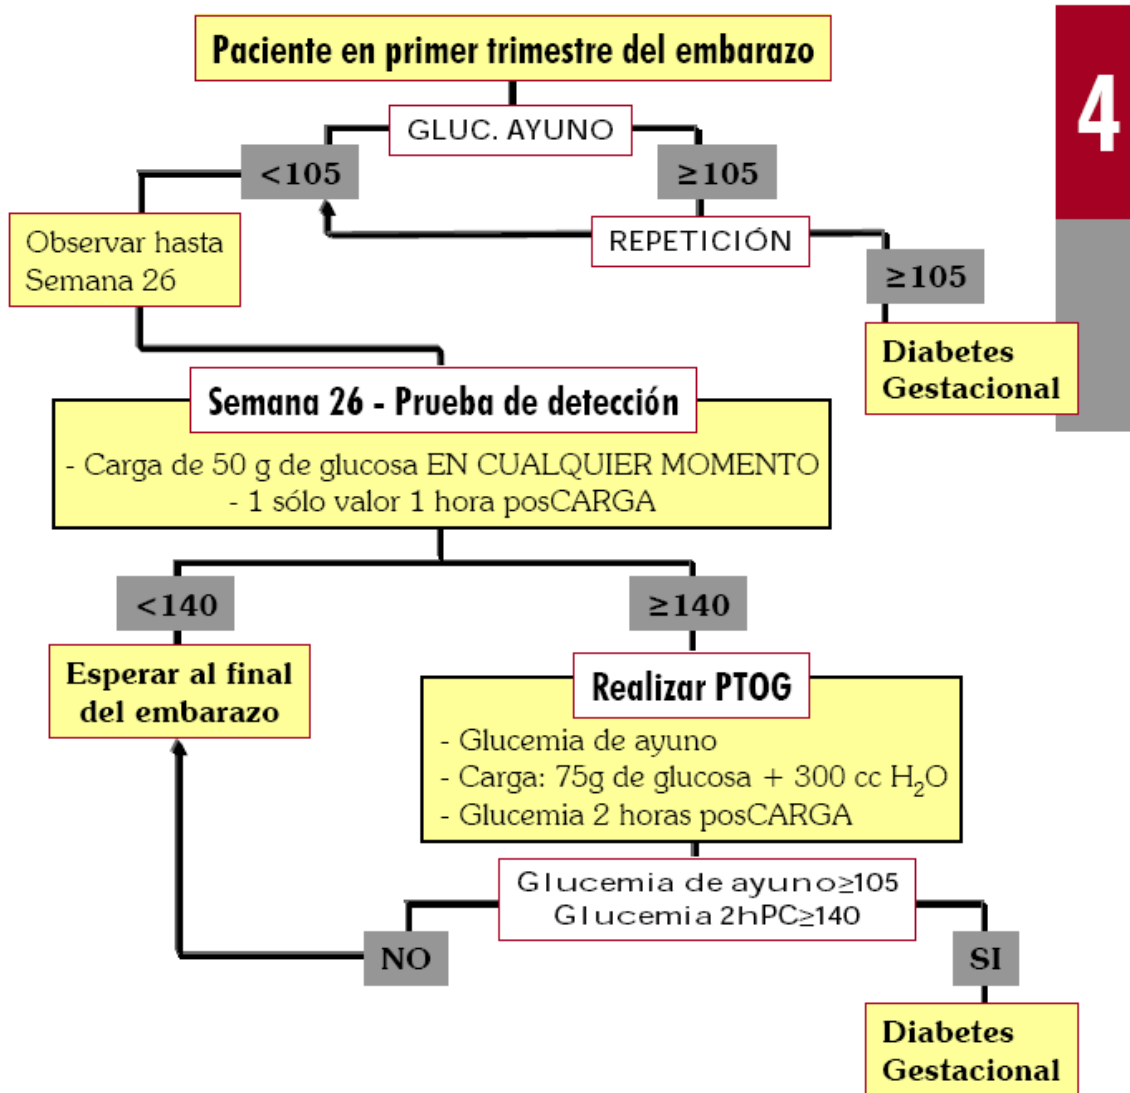 Paciente en primer trimestre del embarazo
4
GLUC. AYUNO
<105
≥105
Observar hasta
Semana 26
REPETICIÓN
≥105
Diabetes
Gestacional
Semana 26 - Prueba de detección
- Carga de 50 g de glucosa EN CUALQUIER MOMENTO
- 1 sólo valor 1 hora posCARGA
<140
≥140
Esperar al final
del embarazo
Realizar PTOG
- Glucemia de ayuno
- Carga: 75g de glucosa + 300 cc H₂O
- Glucemia 2 horas posCARGA
Glucemia de ayuno≥105
Glucemia 2hPC≥140
NO
SI
Diabetes
Gestacional